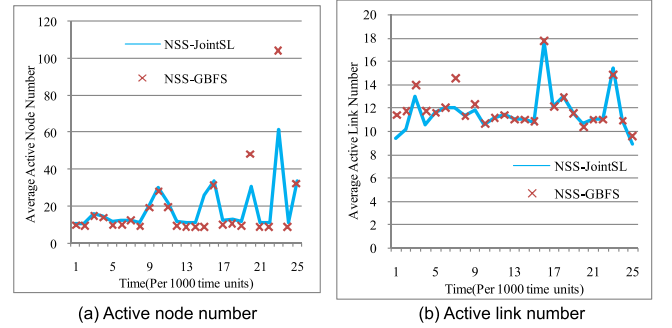 120
100
80
60
40
20
0
Average Active Node Number
NSS-JointSL
NSS-GBFS
1 5 9 13 17 21 25
Time(Per 1000 time units)
(a) Active node number
20
18
16
14
12
10
8
6
4
2
0
Average Active Link Number
NSS-JointSL
NSS-GBFS
1 5 9 13 17 21 25
Time(Per 1000 time units)
(b) Active link number